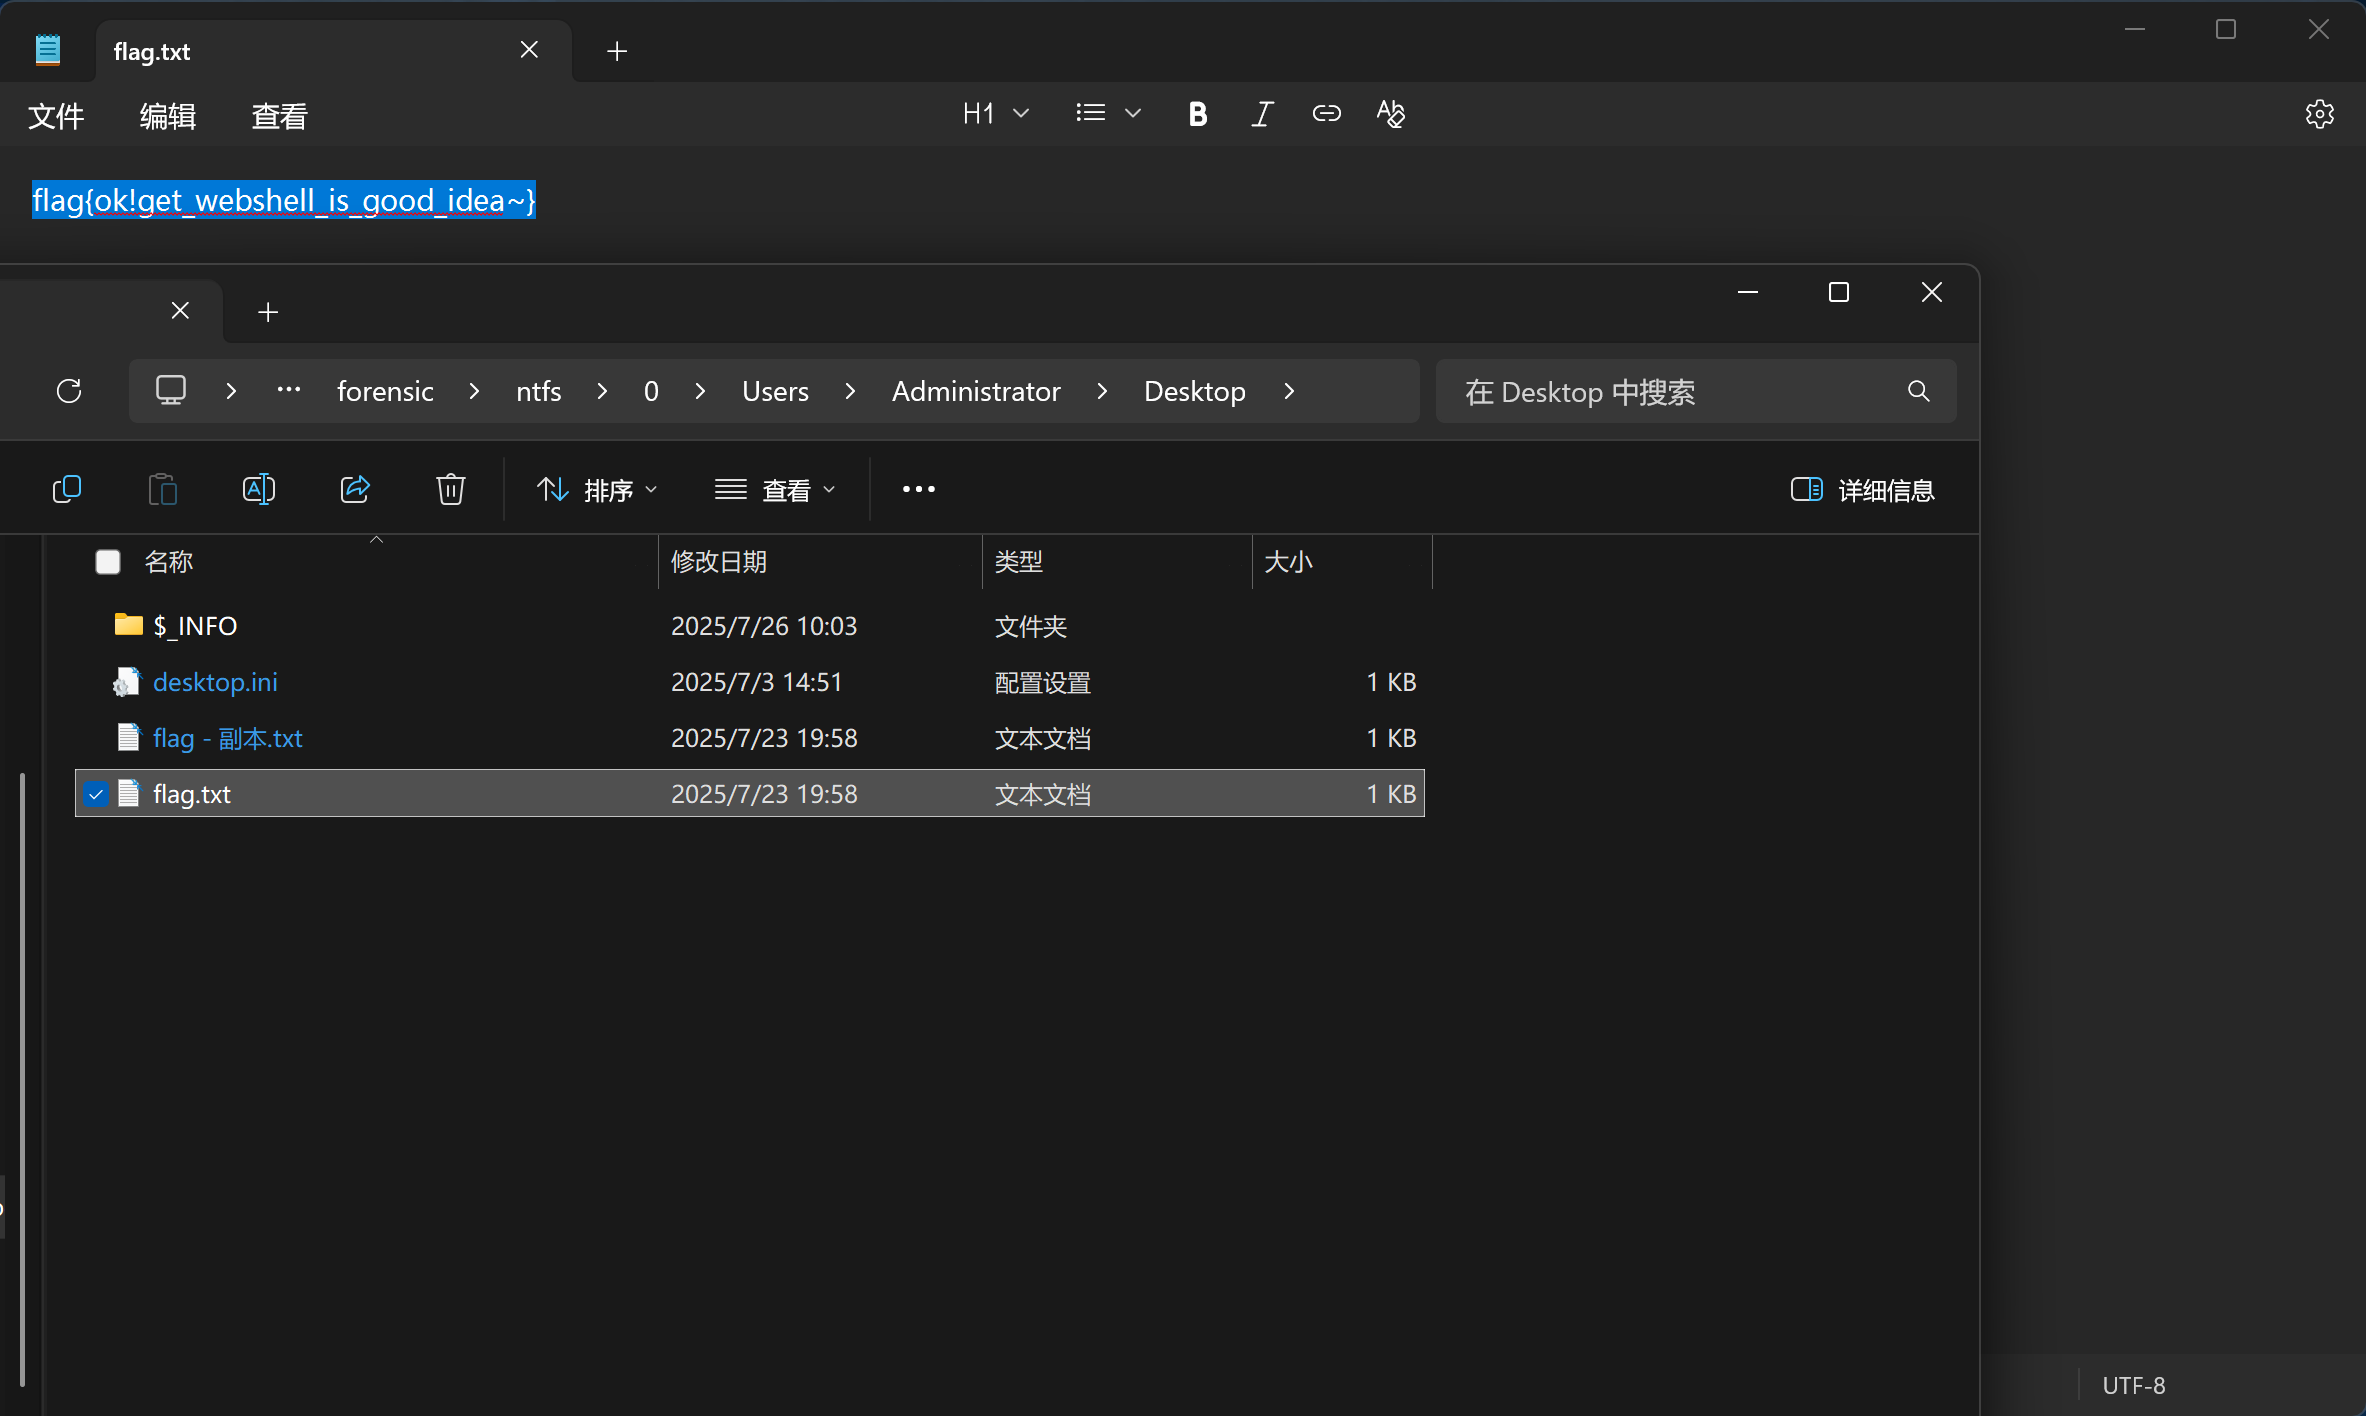 flag.txt
文件 编辑 查看 H1 B I
flag{ok!get_webshell_is_good_idea~}
forensic ntfs 0 Users Administrator Desktop 在 Desktop 中搜索
排序 查看 详细信息
名称 修改日期 类型 大小
$_INFO 2025/7/26 10:03 文件夹
desktop.ini 2025/7/3 14:51 配置设置 1 KB
flag - 副本.txt 2025/7/23 19:58 文本文档 1 KB
flag.txt 2025/7/23 19:58 文本文档 1 KB
UTF-8